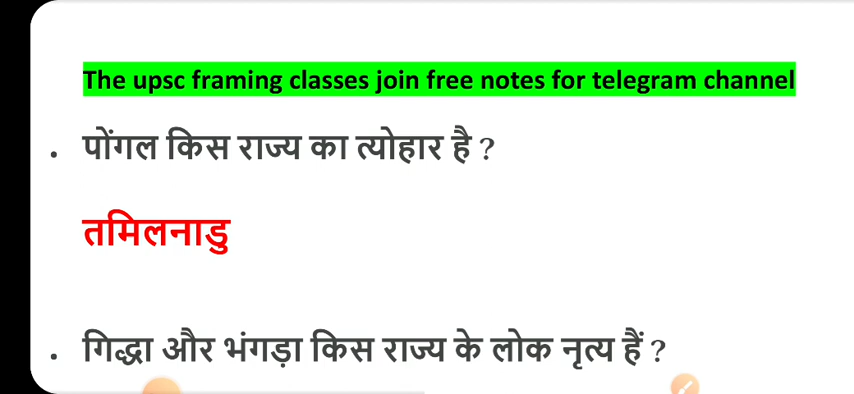 The upsc framing classes join free notes for telegram channel
. पोंगल किस राज्य का त्योहार है ?
तमिलनाडु
. गिद्धा और भंगड़ा किस राज्य के लोक नृत्य हैं ?